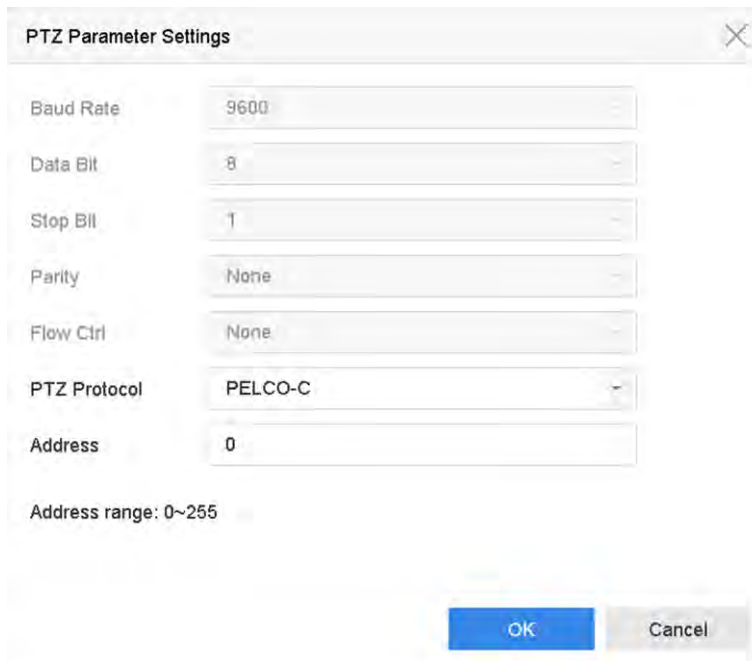 PTZ Parameter Settings
Baud Rate 9600
Data Bit 8
Stop Bit 1
Parity None
Flow Ctrl None
PTZ Protocol PELCO-C
Address 0
Address range: 0~255
OK Cancel